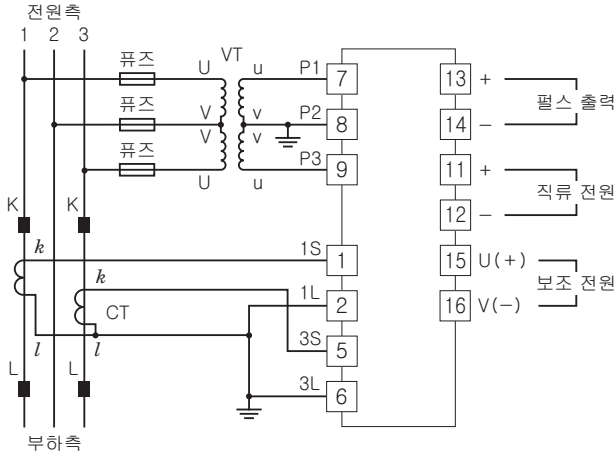 전원측
1 2 3
퓨즈
퓨즈
퓨즈
VT
U u P1
V v P2
V v
U u P3
7
8
9
13 +
14 −
펄스 출력
11 +
12 −
직류 전원
15 U(+)
16 V(−)
보조 전원
K K
k 1S 1
k 1L 2
CT
l l 3S 5
L L 3L 6
부하측